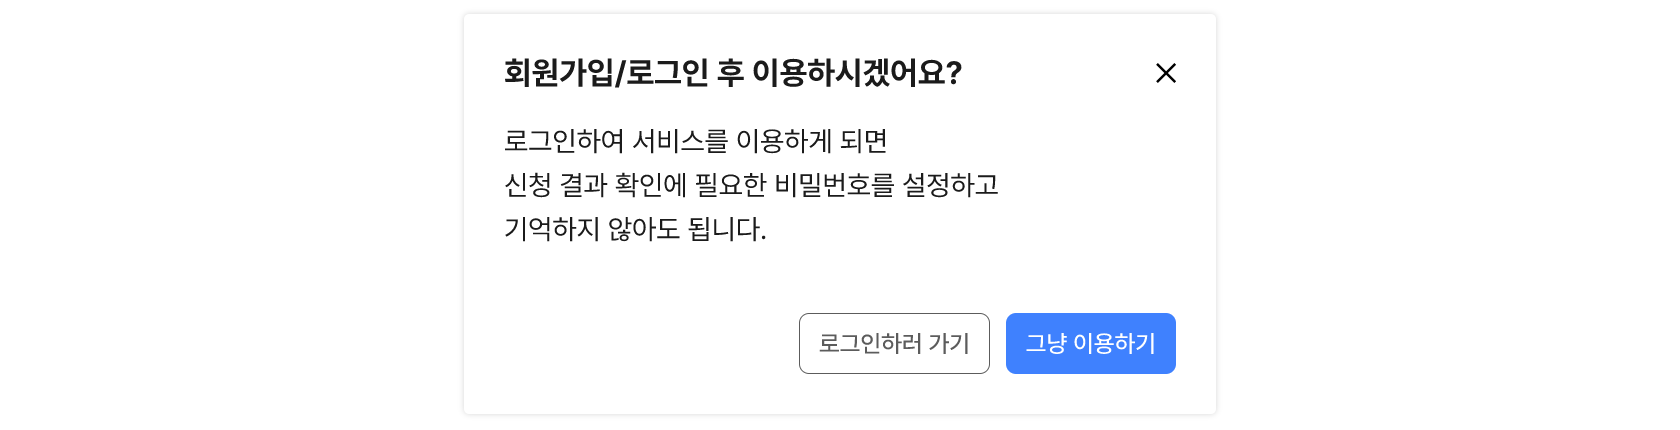 회원가입/로그인 후 이용하시겠어요?
로그인하여 서비스를 이용하게 되면
신청 결과 확인에 필요한 비밀번호를 설정하고
기억하지 않아도 됩니다.
로그인하러 가기
그냥 이용하기